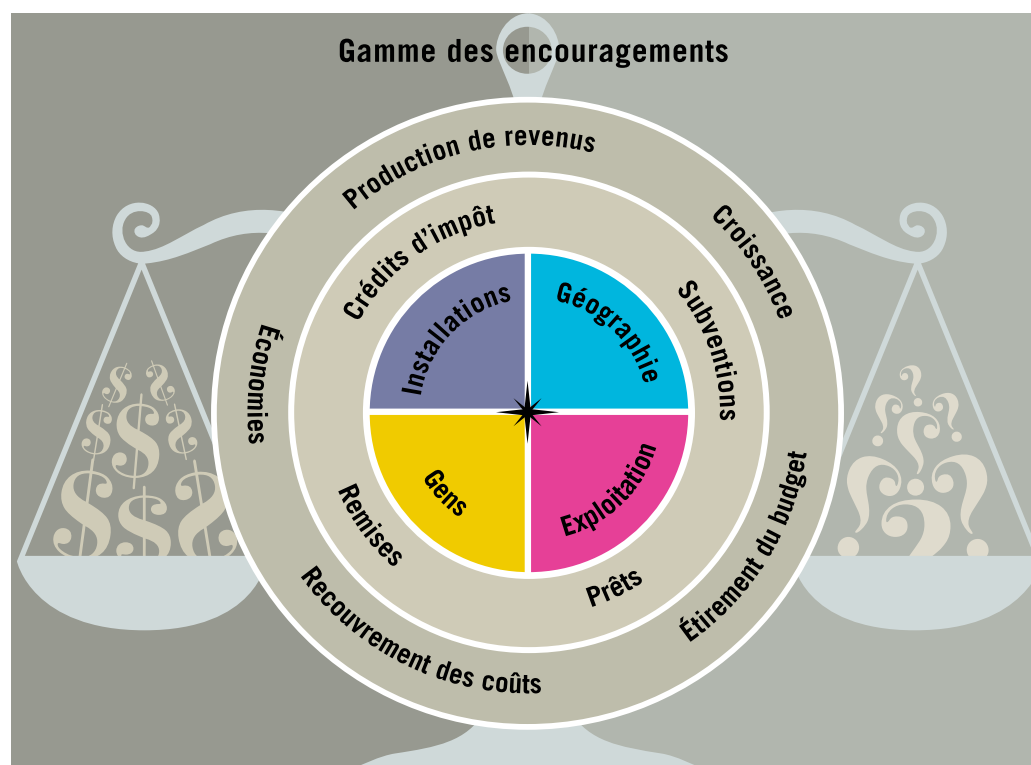 Gamme des encouragements
Production de revenus
Croissance
Étirement du budget
Recouvrement des coûts
Économies
Crédits d’impôt
Subventions
Prêts
Remises
Installations
Géographie
Exploitation
Gens